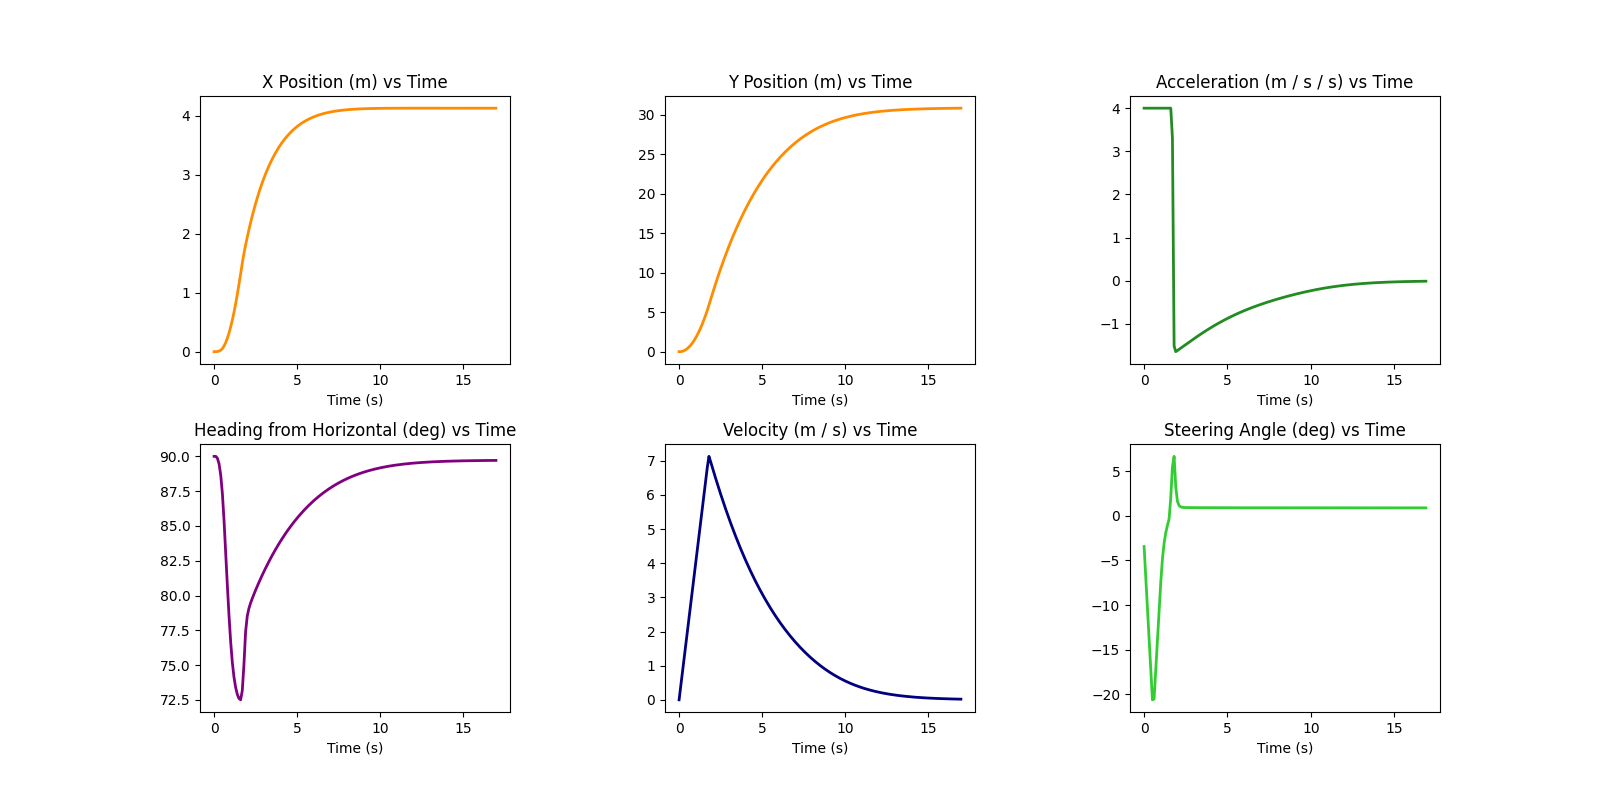 X Position (m) vs Time
4
3
2
1
0
0 5 10 15
Time (s)
Y Position (m) vs Time
30
25
20
15
10
5
0
0 5 10 15
Time (s)
Acceleration (m / s / s) vs Time
4
3
2
1
0
−1
0 5 10 15
Time (s)
Heading from Horizontal (deg) vs Time
90.0
87.5
85.0
82.5
80.0
77.5
75.0
72.5
0 5 10 15
Time (s)
Velocity (m / s) vs Time
7
6
5
4
3
2
1
0
0 5 10 15
Time (s)
Steering Angle (deg) vs Time
5
0
−5
−10
−15
−20
0 5 10 15
Time (s)